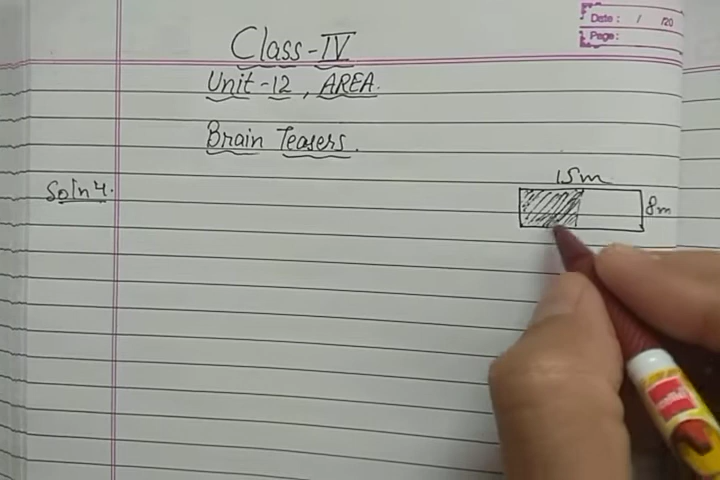 Date: / /20
Page:
Class-IV
Unit-12, AREA.
Brain Teasers.
Soln 4.
15m
8m